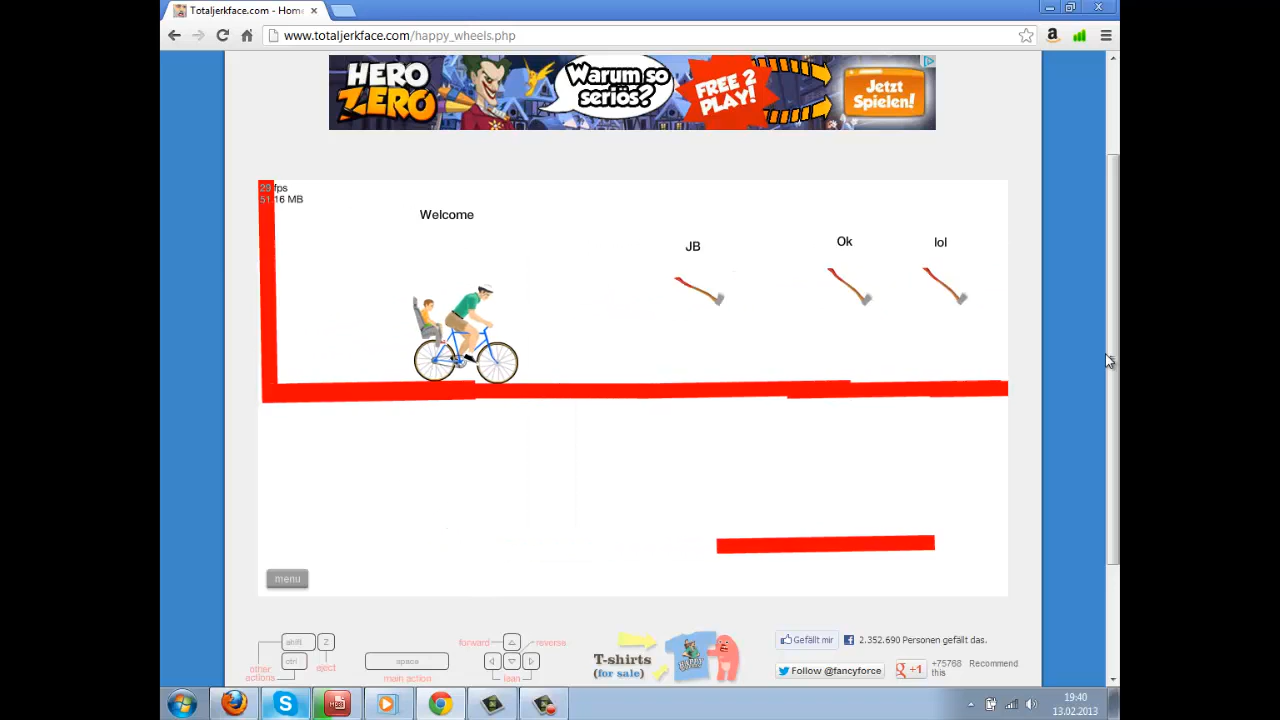 Totaljerkface.com - Hom
www.totaljerkface.com/happy_wheels.php
HERO ZERO
Warum so seriös?
FREE 2 PLAY!
Jetzt Spielen!
29 fps
51.16 MB
Welcome
JB
Ok
lol
menu
shift
Z
ctrl
other actions
eject
space
main action
forward
reverse
lean
T-shirts
(for sale)
Gefällt mir
2.352.690 Personen gefällt das.
Follow @fancyforce
+1
+75768 Recommend this
19:40
13.02.2013